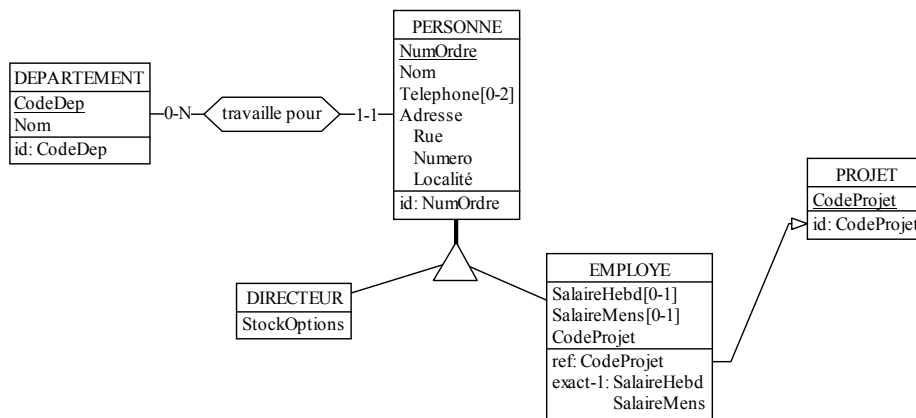 PERSONNE
NumOrdre
Nom
Telephone[0-2]
Adresse
Rue
Numero
Localité
id: NumOrdre
DEPARTEMENT
CodeDep
Nom
id: CodeDep
0-N
travaille pour
1-1
PROJET
CodeProjet
id: CodeProjet
DIRECTEUR
StockOptions
EMPLOYE
SalaireHebd[0-1]
SalaireMens[0-1]
CodeProjet
ref: CodeProjet
exact-1: SalaireHebd
SalaireMens